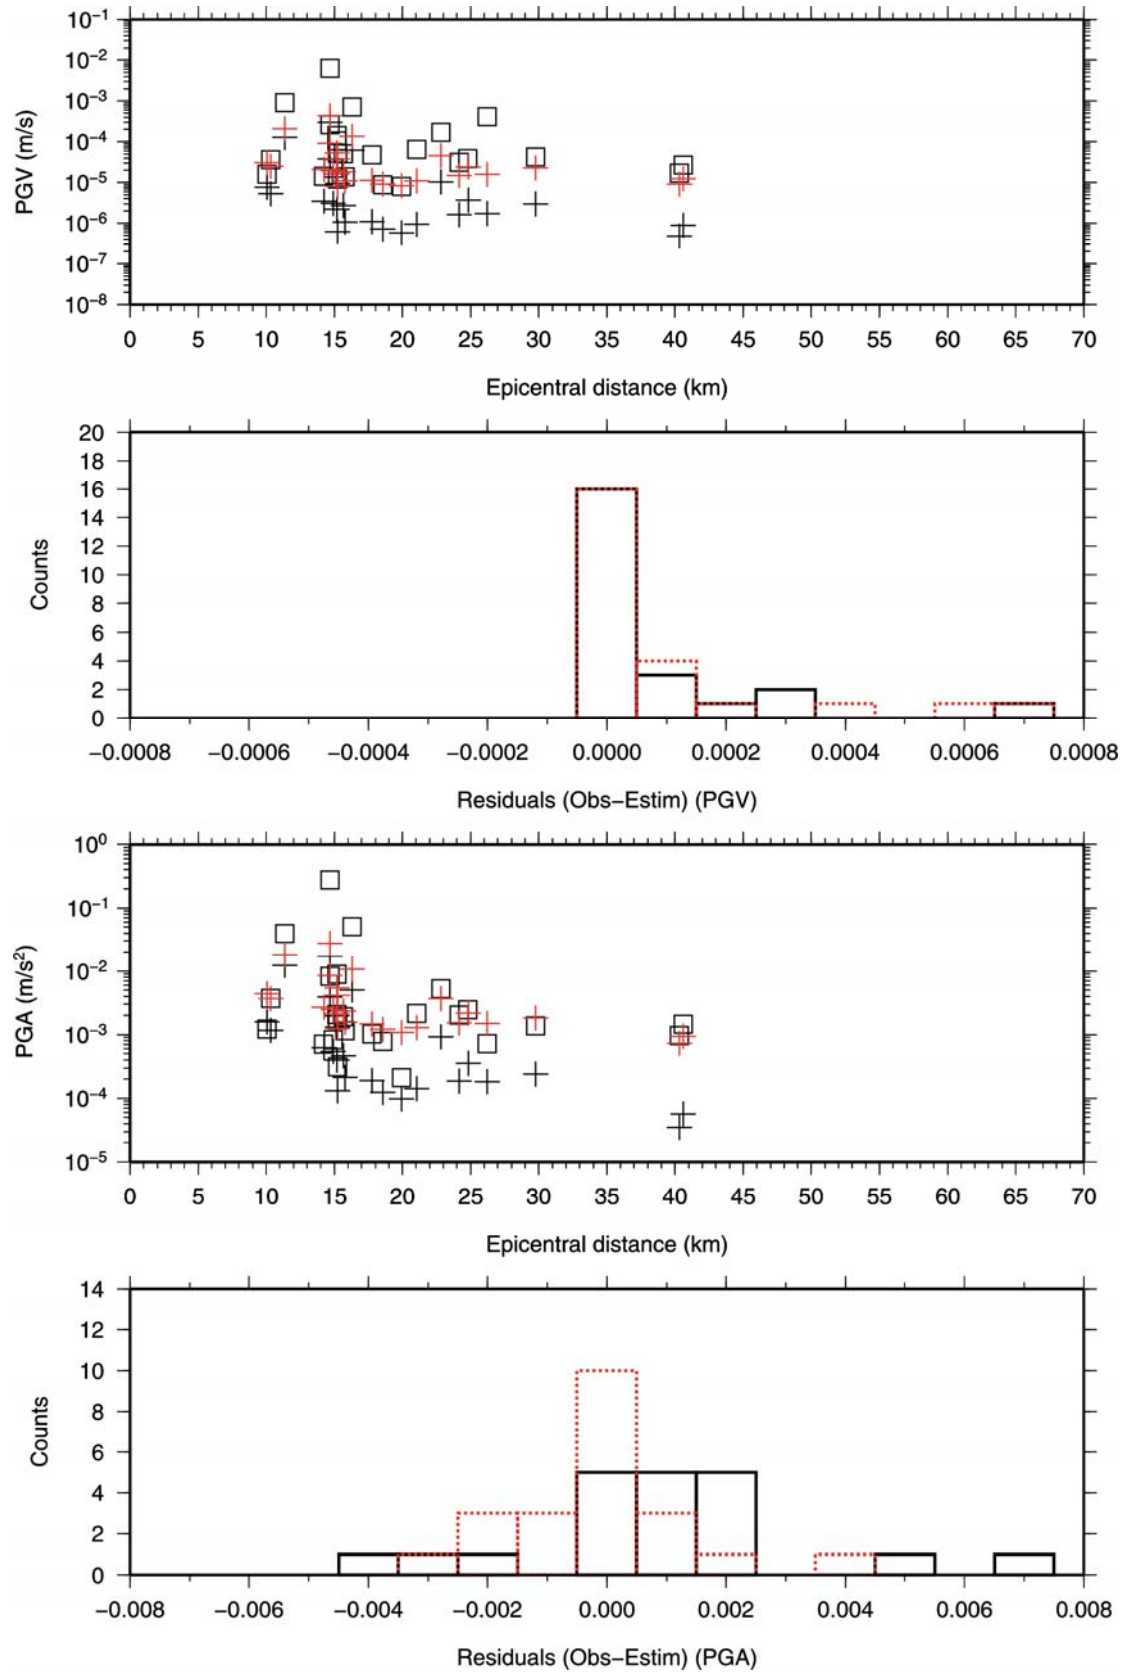 10⁻¹
10⁻²
10⁻³
10⁻⁴
10⁻⁵
10⁻⁶
10⁻⁷
10⁻⁸
PGV (m/s)
0 5 10 15 20 25 30 35 40 45 50 55 60 65 70
Epicentral distance (km)
20
18
16
14
12
10
8
6
4
2
0
Counts
−0.0008 −0.0006 −0.0004 −0.0002 0.0000 0.0002 0.0004 0.0006 0.0008
Residuals (Obs−Estim) (PGV)
10⁰
10⁻¹
10⁻²
10⁻³
10⁻⁴
10⁻⁵
PGA (m/s²)
0 5 10 15 20 25 30 35 40 45 50 55 60 65 70
Epicentral distance (km)
14
12
10
8
6
4
2
0
Counts
−0.008 −0.006 −0.004 −0.002 0.000 0.002 0.004 0.006 0.008
Residuals (Obs−Estim) (PGA)